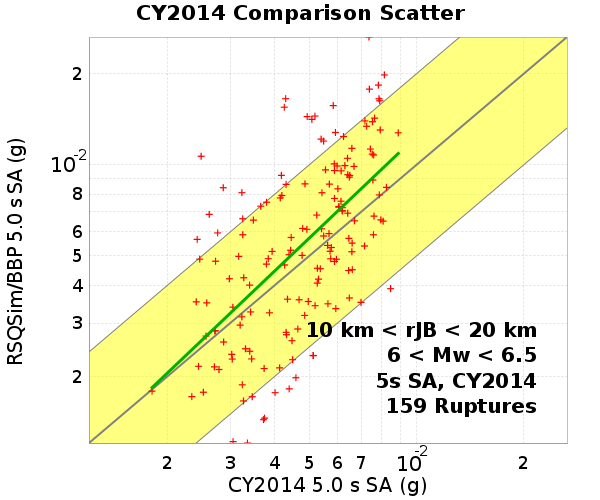 CY2014 Comparison Scatter
RSQSim/BBP 5.0 s SA (g)
2
10-2
8
6
5
4
3
2
10 km < rJB < 20 km
6 < Mw < 6.5
5s SA, CY2014
159 Ruptures
2 3 4 5 6 7 10-2 2
CY2014 5.0 s SA (g)